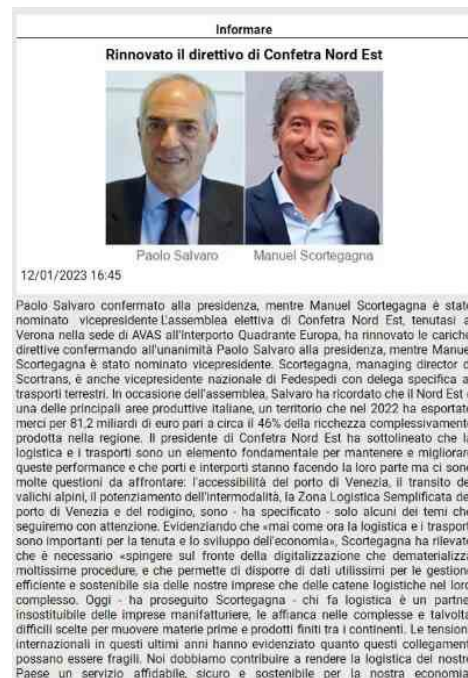 Informare
Rinnovato il direttivo di Confetra Nord Est
Paolo Salvaro
Manuel Scortegagna
12/01/2023 16:45
Paolo Salvaro confermato alla presidenza, mentre Manuel Scortegagna è stato
nominato vicepresidente L'assemblea elettiva di Confetra Nord Est, tenutasi a
Verona nella sede di AVAS all'Interporto Quadrante Europa, ha rinnovato le cariche
direttive confermando all'unanimità Paolo Salvaro alla presidenza, mentre Manuel
Scortegagna è stato nominato vicepresidente. Scortegagna, managing director di
Scortrans, è anche vicepresidente nazionale di Fedespedi con delega specifica ai
trasporti terrestri. In occasione dell'assemblea, Salvaro ha ricordato che il Nord Est è
una delle principali aree produttive italiane, un territorio che nel 2022 ha esportato
merci per 81,2 miliardi di euro pari a circa il 46% della ricchezza complessivamente
prodotta nella regione. Il presidente di Confetra Nord Est ha sottolineato che la
logistica e i trasporti sono un elemento fondamentale per mantenere e migliorare
queste performance e che porti e interporti stanno facendo la loro parte ma ci sono
molte questioni da affrontare: l'accessibilità del porto di Venezia, il transito dei
valichi alpini, il potenziamento dell'intermodalità, la Zona Logistica Semplificata del
porto di Venezia e del rodigino, sono - ha specificato - solo alcuni dei temi che
seguiremo con attenzione. Evidenziando che «mai come ora la logistica e i trasporti
sono importanti per la tenuta e lo sviluppo dell'economia», Scortegagna ha rilevato
che è necessario «spingere sul fronte della digitalizzazione che dematerializza
moltissime procedure, e che permette di disporre di dati utilissimi per le gestione
efficiente e sostenibile sia delle nostre imprese che delle catene logistiche nel loro
complesso. Oggi - ha proseguito Scortegagna - chi fa logistica è un partner
insostituibile delle imprese manifatturiere, le affianca nelle complesse e talvolta
difficili scelte per muovere materie prime e prodotti finiti tra i continenti. Le tensioni
internazionali in questi ultimi anni hanno evidenziato quanto questi collegamenti
possano essere fragili. Noi dobbiamo contribuire a rendere la logistica del nostro
Paese un servizio affidabile, sicuro e sostenibile per la nostra economia